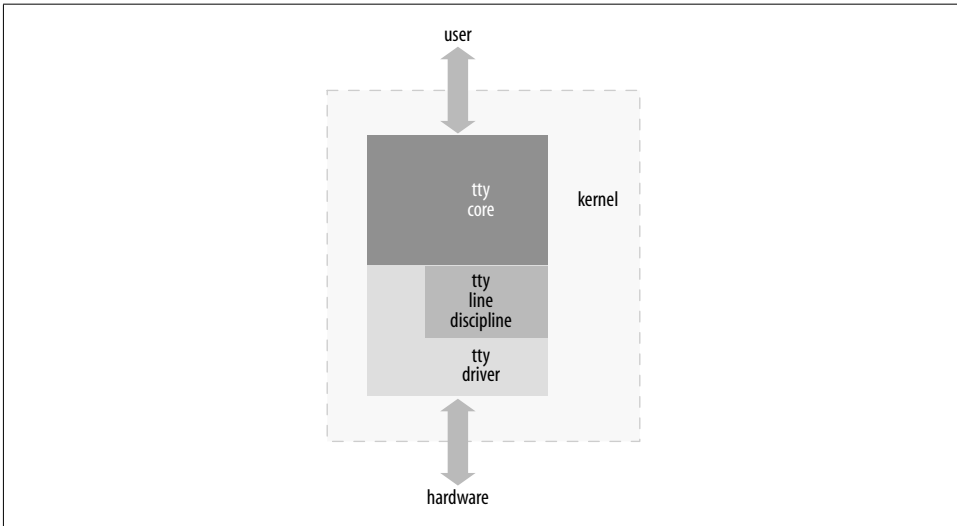 user
kernel
tty
core
tty
line
discipline
tty
driver
hardware